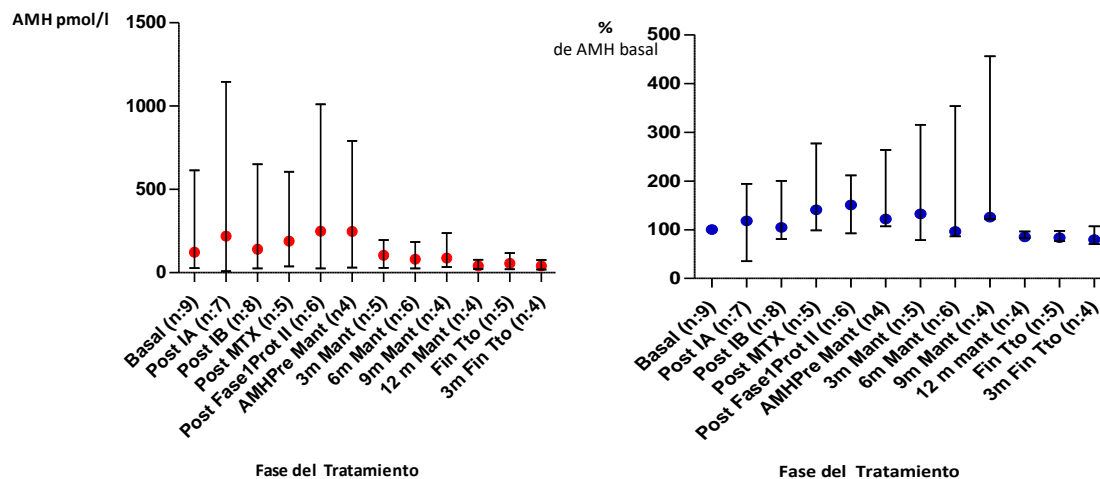 AMH pmol/l
1500
1000
500
0
Basal (n:9)
Post IA (n:7)
Post IB (n:8)
Post MTX (n:5)
Post Fase1Prot II (n:6)
AMHPre Mant (n4)
3m Mant (n:5)
6m Mant (n:6)
9m Mant (n:4)
12 m Mant (n:4)
Fin Tto (n:5)
3m Fin Tto (n:4)
Fase del Tratamiento
%
de AMH basal
500
400
300
200
100
0
Basal (n:9)
Post IA (n:7)
Post IB (n:8)
Post MTX (n:5)
Post Fase1Prot II (n:6)
AMHPre Mant (n4)
3m Mant (n:5)
6m Mant (n:6)
9m Mant (n:4)
12 m mant (n:4)
Fin Tto (n:5)
3m Fin Tto (n:4)
Fase del Tratamiento